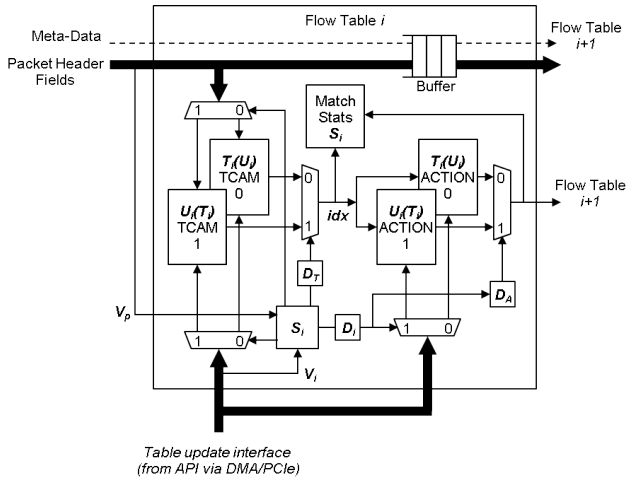 Flow Table i
Meta-Data
Flow Table
i+1
Packet Header
Fields
Buffer
1 0
Match
Stats
Si
Ti(Ui)
TCAM
0
Ui(Ti)
TCAM
1
0
1
idx
Ti(Ui)
ACTION
0
Ui(Ti)
ACTION
1
0
1
Flow Table
i+1
DT
DA
Vp
Si
Di
1 0
1 0
Vi
Table update interface
(from API via DMA/PCIe)